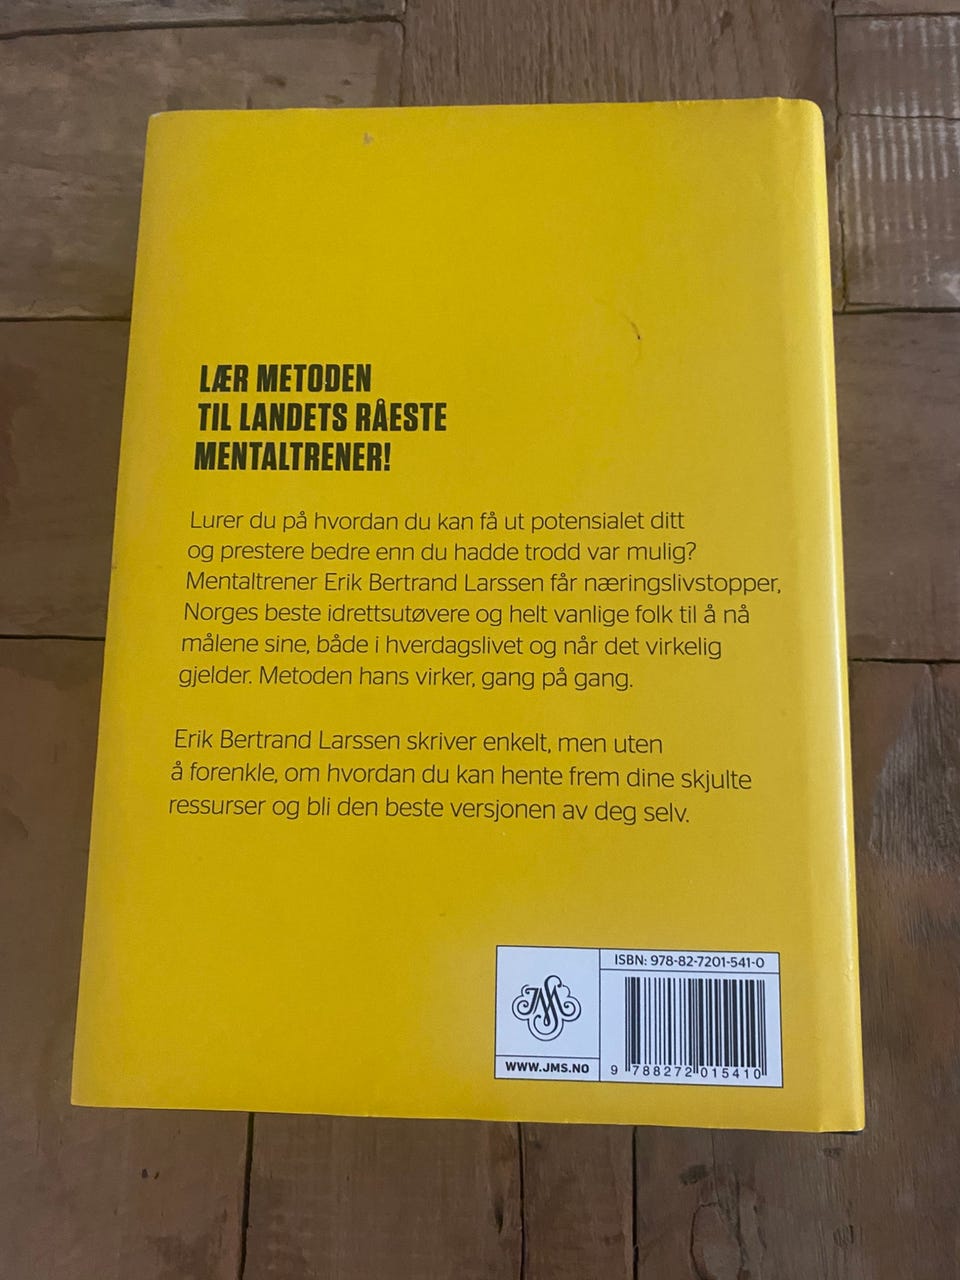 LÆR METODEN
TIL LANDETS RÅESTE
MENTALTRENER!
Lurer du på hvordan du kan få ut potensialet ditt
og prestere bedre enn du hadde trodd var mulig?
Mentaltrener Erik Bertrand Larssen får næringslivstopper,
Norges beste idrettsutøvere og helt vanlige folk til å nå
målene sine, både i hverdagslivet og når det virkelig
gjelder. Metoden hans virker, gang på gang.
Erik Bertrand Larssen skriver enkelt, men uten
å forenkle, om hvordan du kan hente frem dine skjulte
ressurser og bli den beste versjonen av deg selv.
ISBN: 978-82-7201-541-0
JMS
WWW.JMS.NO
9 788272 015410